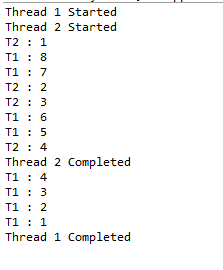 Thread 1 Started
Thread 2 Started
T2 : 1
T1 : 8
T1 : 7
T2 : 2
T2 : 3
T1 : 6
T1 : 5
T2 : 4
Thread 2 Completed
T1 : 4
T1 : 3
T1 : 2
T1 : 1
Thread 1 Completed